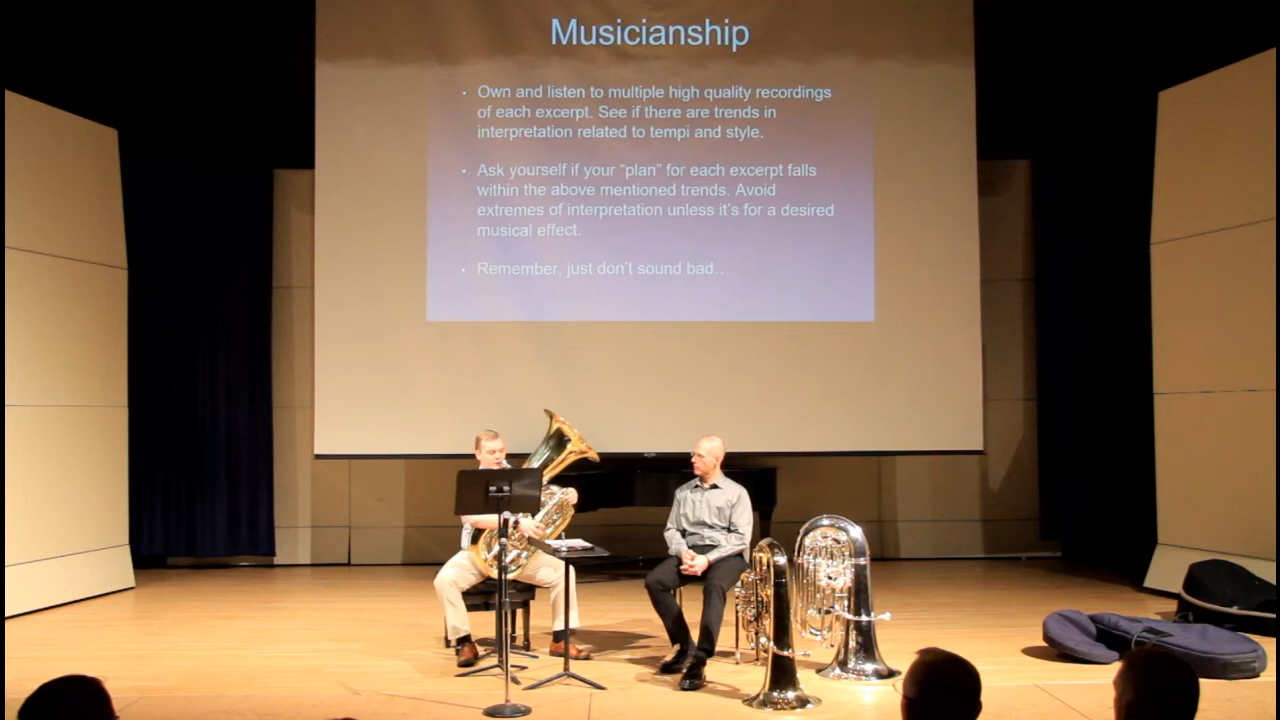 Musicianship
• Own and listen to multiple high quality recordings
of each excerpt. See if there are trends in
interpretation related to tempi and style.
• Ask yourself if your “plan” for each excerpt falls
within the above mentioned trends. Avoid
extremes of interpretation unless it’s for a desired
musical effect.
• Remember, just don’t sound bad…